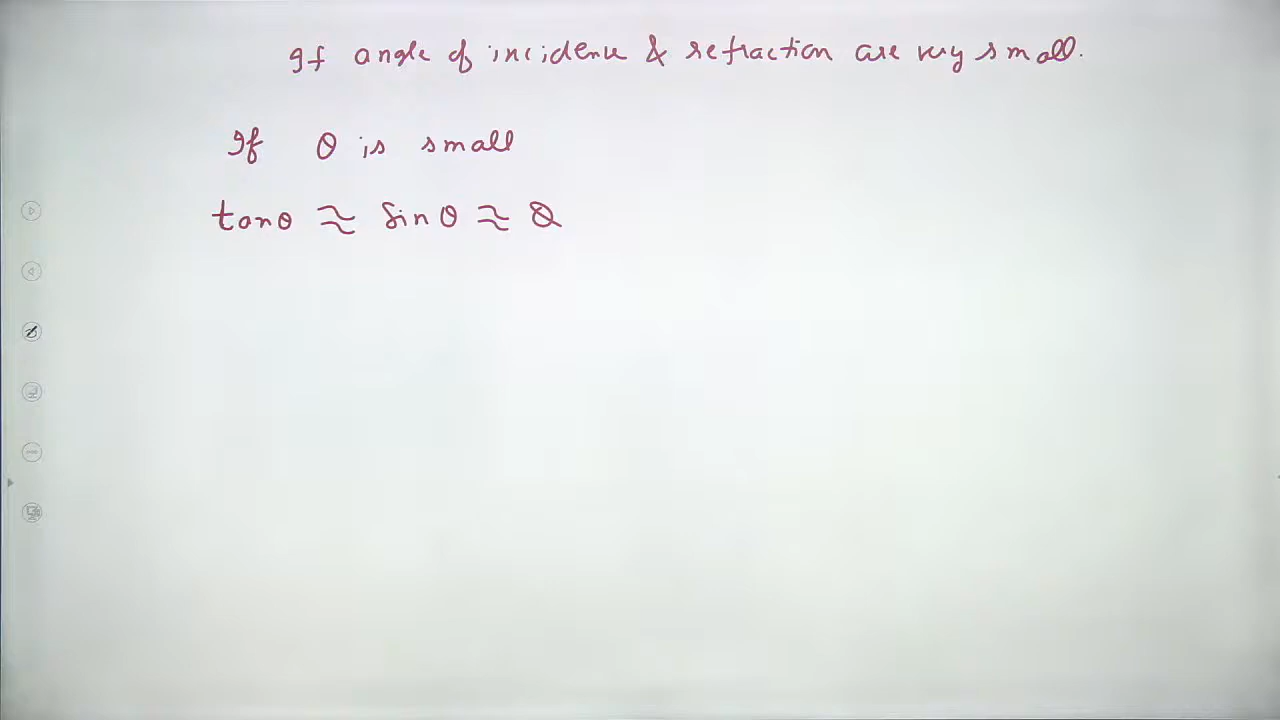 If angle of incidence & refraction are very small.
If θ is small
tanθ ≈ sinθ ≈ θ